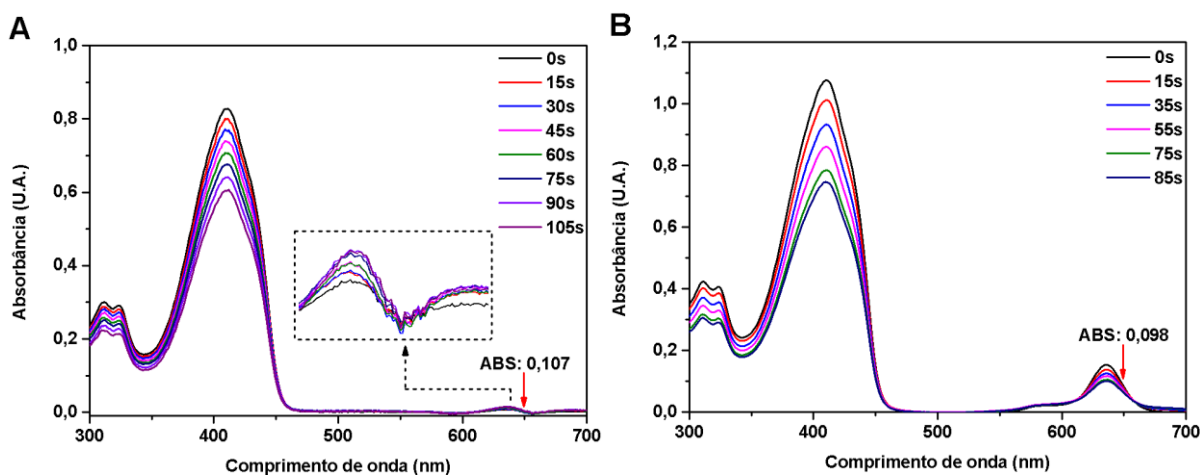 A
1,0
0,8
0,6
0,4
0,2
0,0
300
400
500
600
700
Absorbância (U.A.)
Comprimento de onda (nm)
0s
15s
30s
45s
60s
75s
90s
105s
ABS: 0,107
B
1,2
1,0
0,8
0,6
0,4
0,2
0,0
300
400
500
600
700
Absorbância (U.A.)
Comprimento de onda (nm)
0s
15s
35s
55s
75s
85s
ABS: 0,098